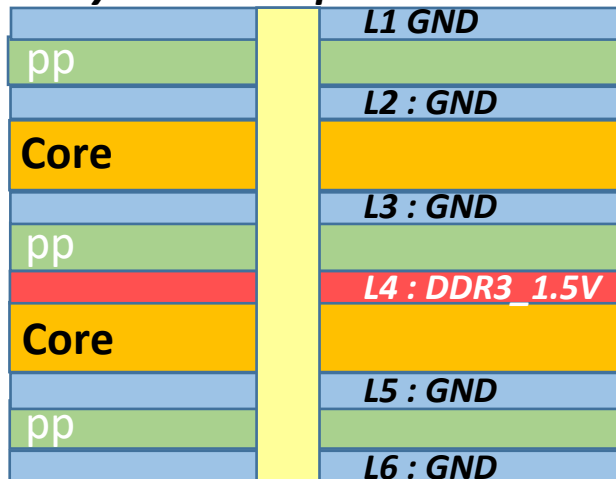 L1 GND
pp
L2 : GND
Core
L3 : GND
pp
L4 : DDR3_1.5V
Core
L5 : GND
pp
L6 : GND